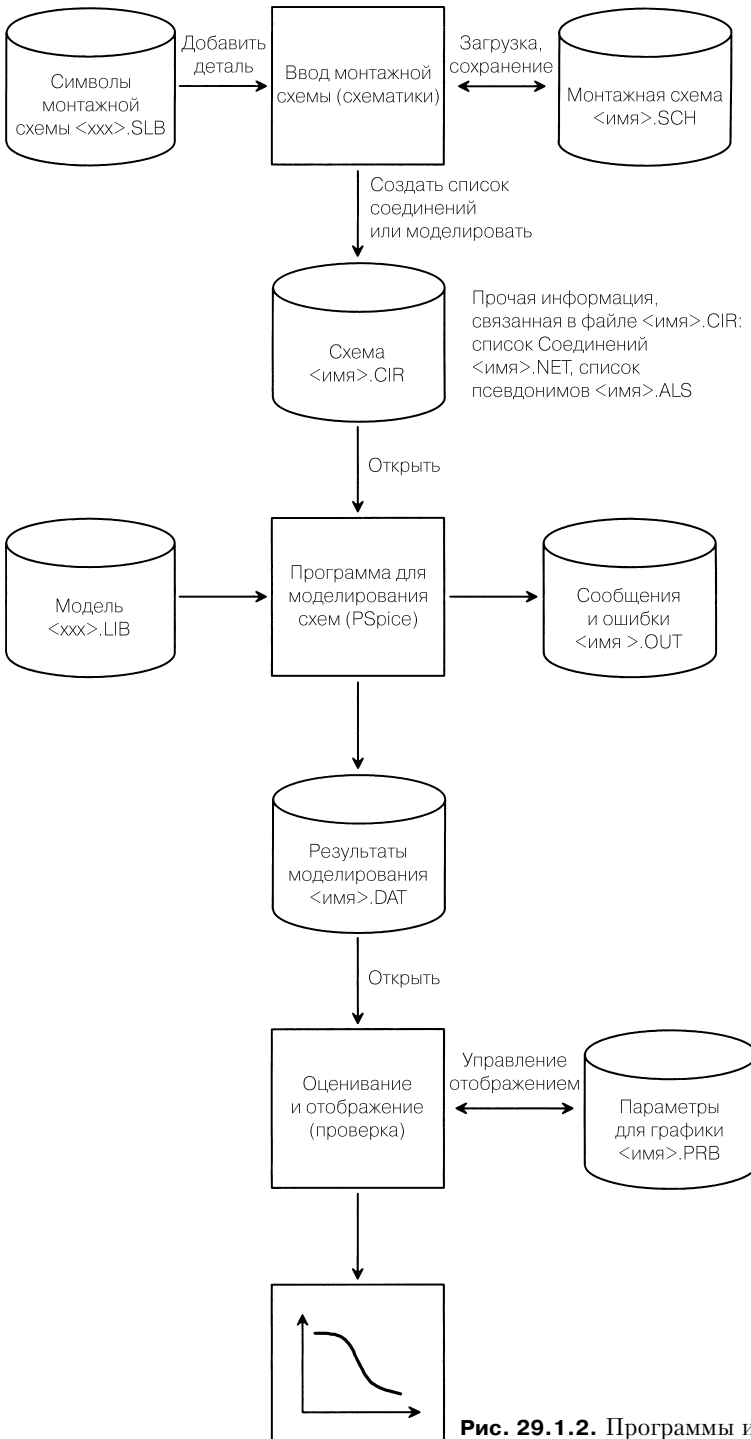 Символы
монтажной
схемы <xxx>.SLB
Добавить
деталь
Ввод монтажной
схемы (схематики)
Загрузка,
сохранение
Монтажная схема
<имя>.SCH
Создать список
соединений
или моделировать
Схема
<имя>.CIR
Прочая информация,
связанная в файле <имя>.CIR:
список Соединений
<имя>.NET, список
псевдонимов <имя>.ALS
Открыть
Модель
<xxx>.LIB
Программа для
моделирования
схем (PSpice)
Сообщения
и ошибки
<имя >.OUT
Результаты
моделирования
<имя>.DAT
Открыть
Оценивание
и отображение
(проверка)
Управление
отображением
Параметры
для графики
<имя>.PRB
Рис. 29.1.2. Программы и